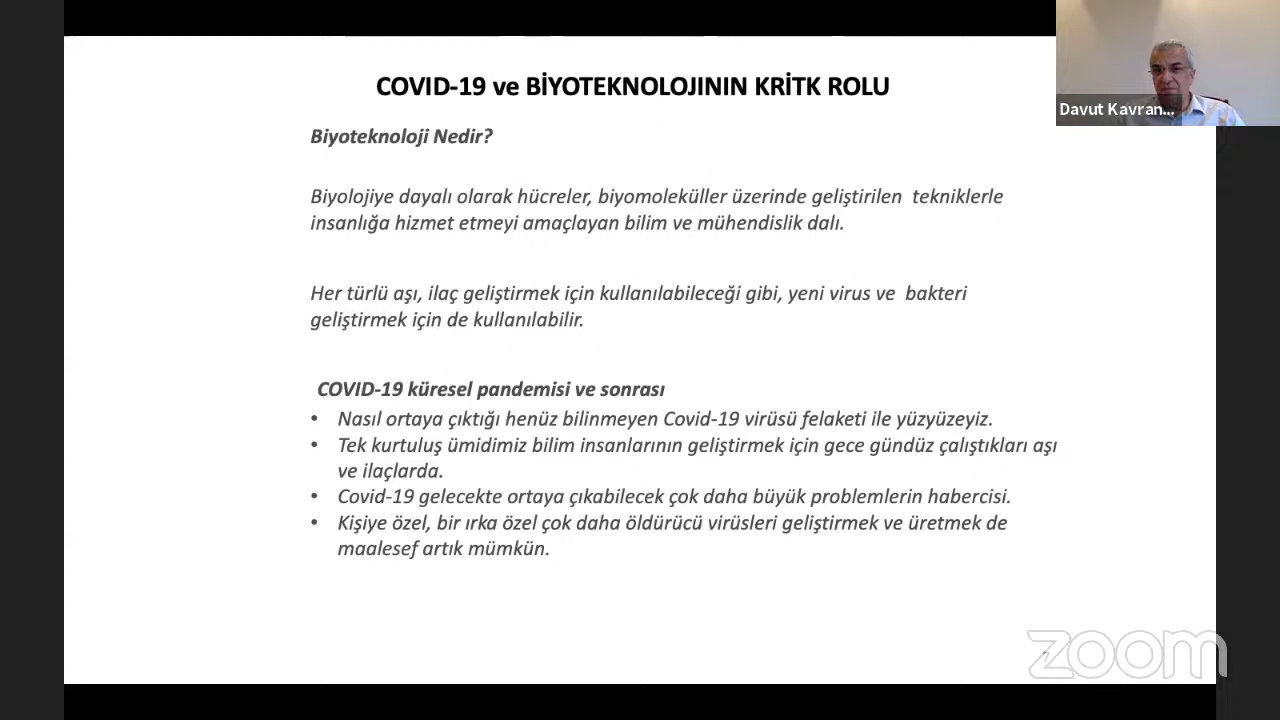 COVID-19 ve BİYOTEKNOLOJININ KRİTK ROLU
Davut Kavran...
Biyoteknoloji Nedir?
Biyolojiye dayalı olarak hücreler, biyomoleküller üzerinde geliştirilen tekniklerle
insanlığa hizmet etmeyi amaçlayan bilim ve mühendislik dalı.
Her türlü aşı, ilaç geliştirmek için kullanılabileceği gibi, yeni virus ve bakteri
geliştirmek için de kullanılabilir.
COVID-19 küresel pandemisi ve sonrası
• Nasıl ortaya çıktığı henüz bilinmeyen Covid-19 virüsü felaketi ile yüzyüzeyiz.
• Tek kurtuluş ümidimiz bilim insanlarının geliştirmek için gece gündüz çalıştıkları aşı
ve ilaçlarda.
• Covid-19 gelecekte ortaya çıkabilecek çok daha büyük problemlerin habercisi.
• Kişiye özel, bir ırka özel çok daha öldürücü virüsleri geliştirmek ve üretmek de
maalesef artık mümkün.
zoom